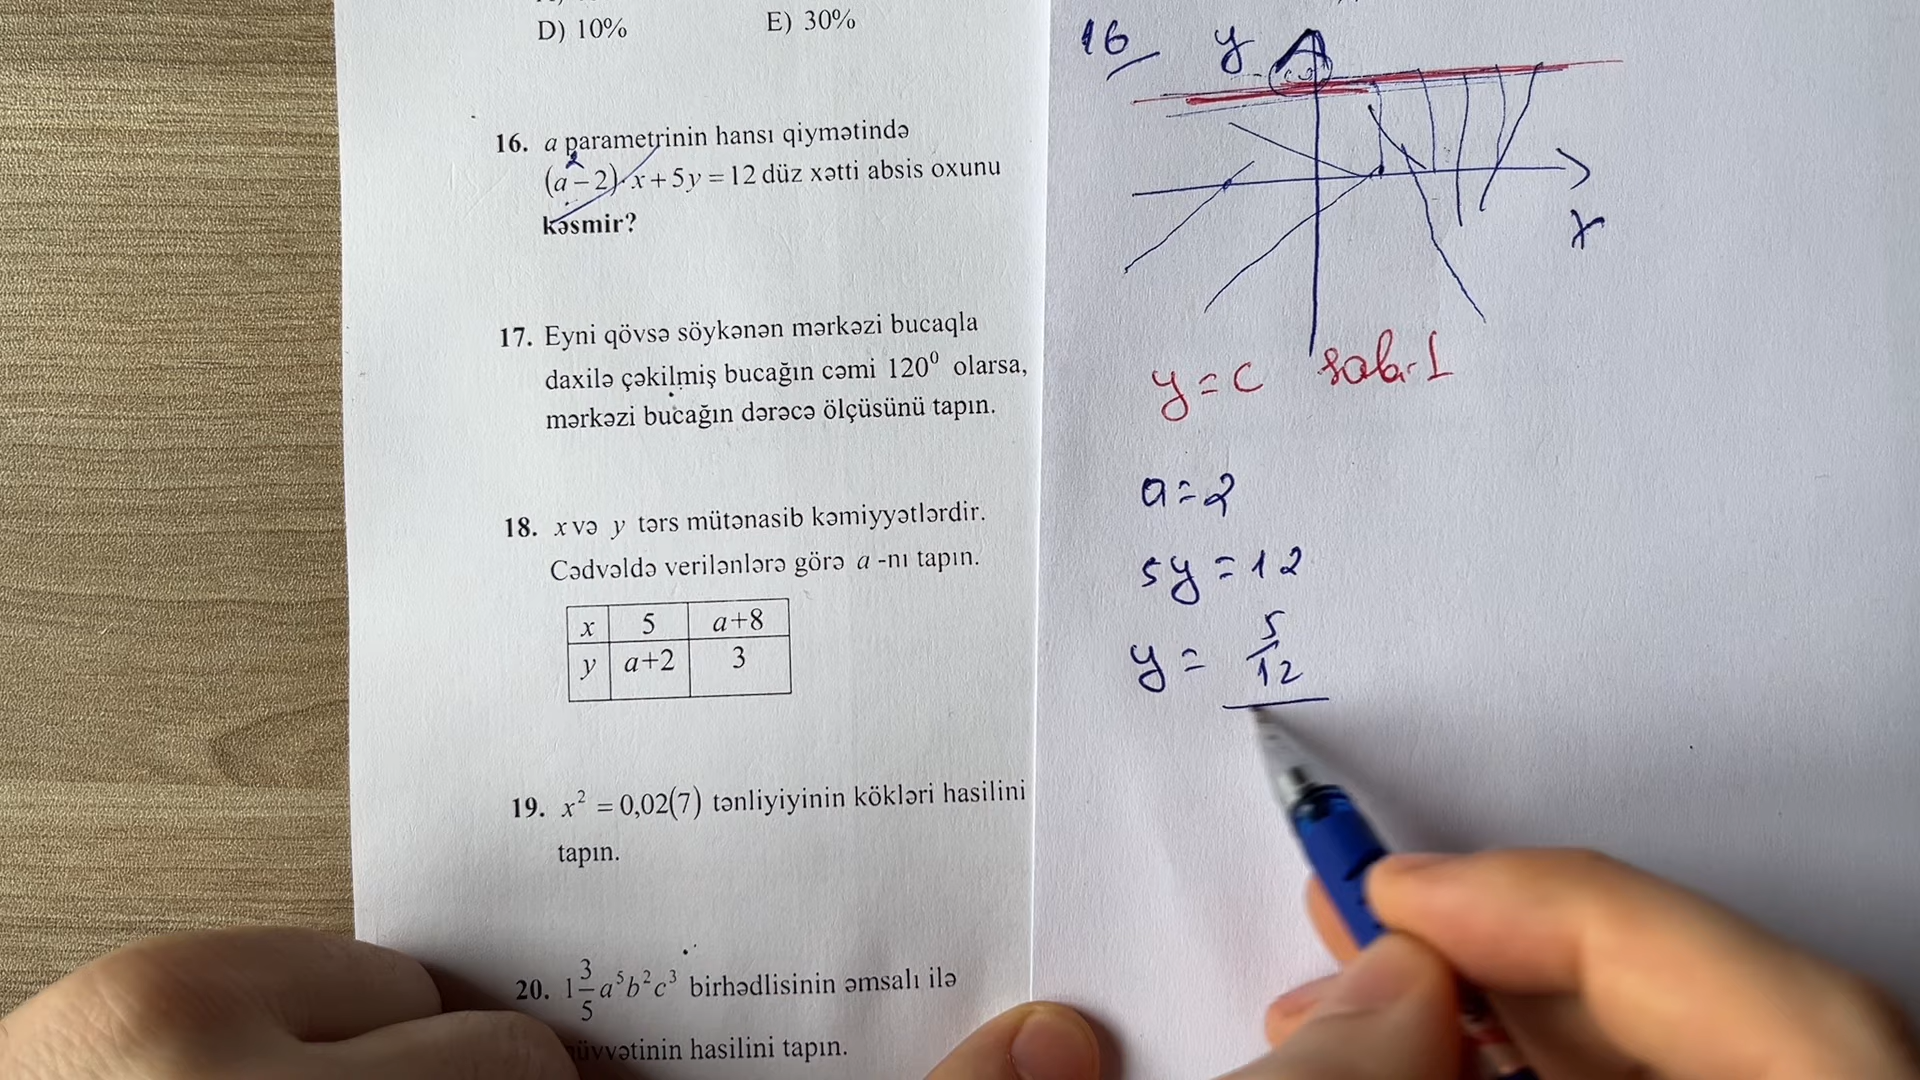 D) 10% E) 30%
16. a parametrinin hansı qiymətində
(a−2)·x+5y=12 düz xətti absis oxunu
kəsmir?
17. Eyni qövsə söykənən mərkəzi bucaqla
daxilə çəkilmiş bucağın cəmi 120⁰ olarsa,
mərkəzi bucağın dərəcə ölçüsünü tapın.
18. x və y tərs mütənasib kəmiyyətlərdir.
Cədvəldə verilənlərə görə a -nı tapın.
x 5 a+8
y a+2 3
19. x² = 0,02(7) tənliyiyinin kökləri hasilini
tapın.
20. 1 3/5 a⁵b²c³ birhədlisinin əmsalı ilə
üvvətinin hasilini tapın.
16
y
x
y=c
a=2
5y=12
y= 5/12